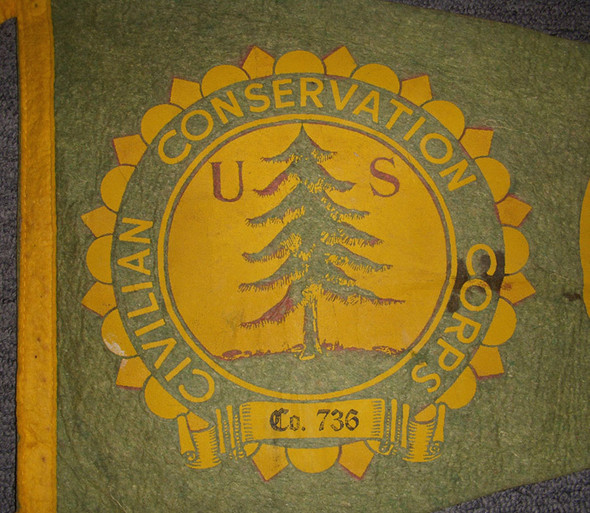 CIVILIAN CONSERVATION CORPS
U S
Co. 736